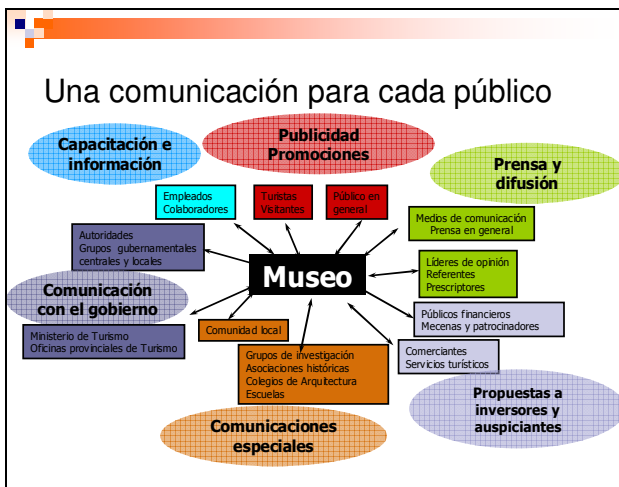 Una comunicación para cada público
Capacitación e
información
Publicidad
Promociones
Prensa y
difusión
Empleados
Colaboradores
Turistas
Visitantes
Público en
general
Medios de comunicación
Prensa en general
Autoridades
Grupos gubernamentales
centrales y locales
Museo
Líderes de opinión
Referentes
Prescriptores
Comunicación
con el gobierno
Públicos financieros
Mecenas y patrocinadores
Ministerio de Turismo
Oficinas provinciales de Turismo
Comunidad local
Grupos de investigación
Asociaciones históricas
Colegios de Arquitectura
Escuelas
Comerciantes
Servicios turísticos
Comunicaciones
especiales
Propuestas a
inversores y
auspiciantes